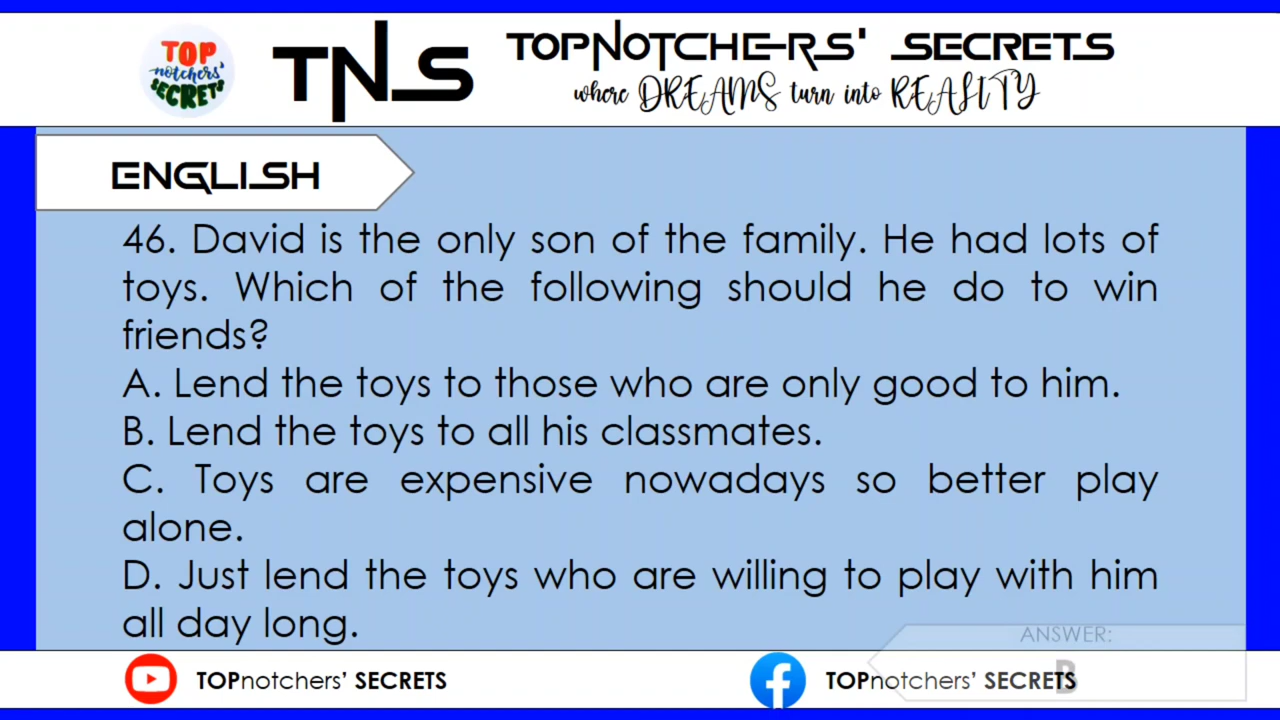 TOP
notchers'
SECRETS
TNS
TOPNOTCHERS' SECRETS
where DREAMS turn into REALITY
ENGLISH
46. David is the only son of the family. He had lots of
toys. Which of the following should he do to win
friends?
A. Lend the toys to those who are only good to him.
B. Lend the toys to all his classmates.
C. Toys are expensive nowadays so better play
alone.
D. Just lend the toys who are willing to play with him
all day long.
ANSWER:
B
TOPnotchers' SECRETS
TOPnotchers' SECRETS